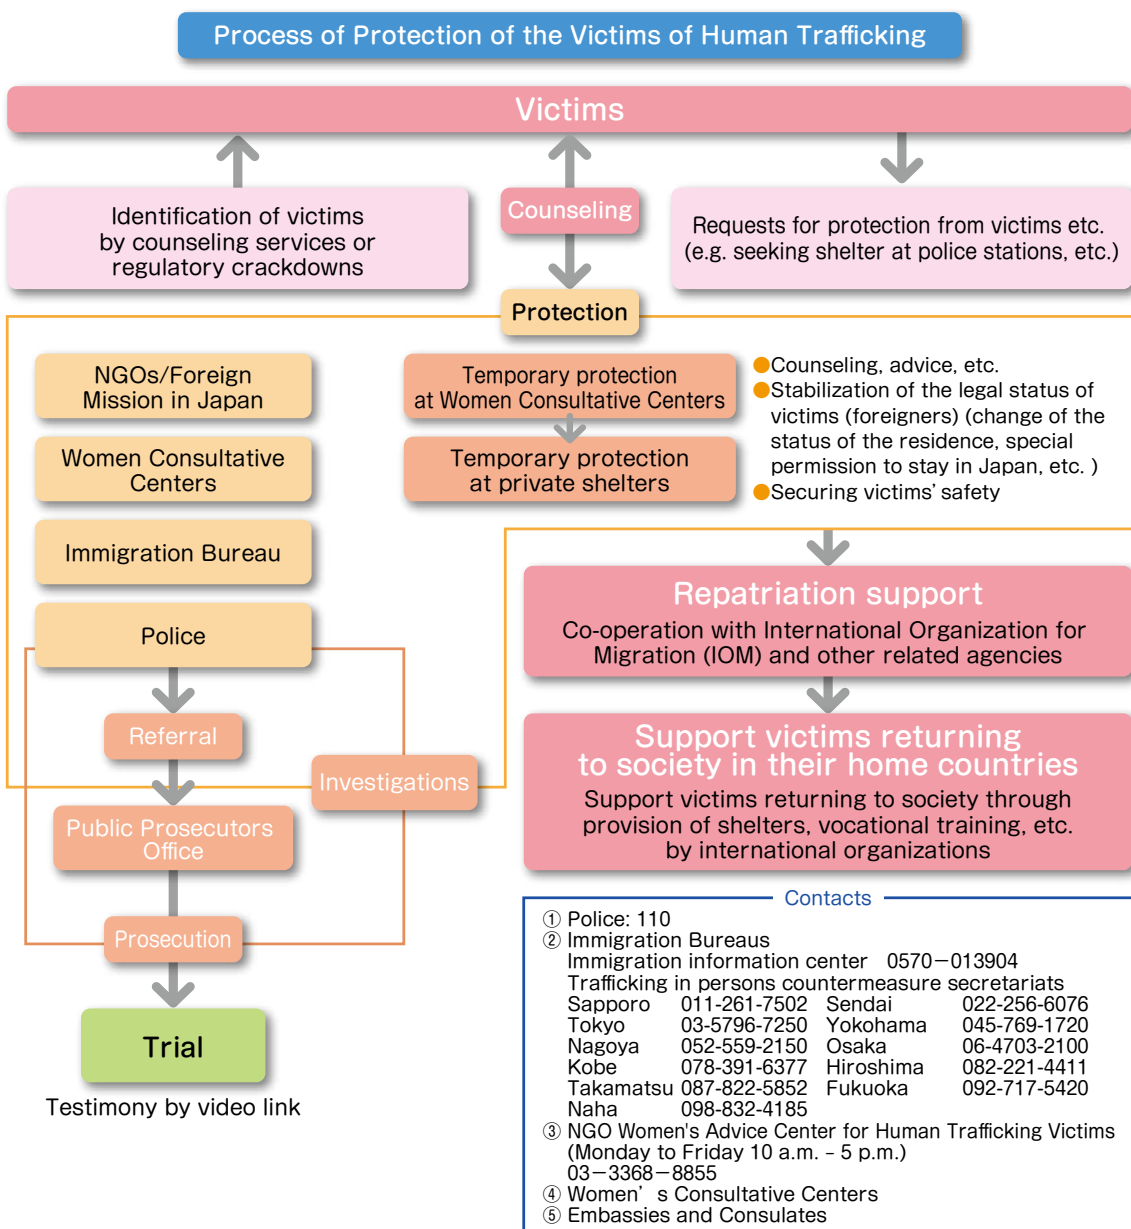 Process of Protection of the Victims of Human Trafficking
Victims
Identification of victims
by counseling services or
regulatory crackdowns
Counseling
Requests for protection from victims etc.
(e.g. seeking shelter at police stations, etc.)
Protection
NGOs/Foreign
Mission in Japan
Women Consultative
Centers
Immigration Bureau
Police
Temporary protection
at Women Consultative Centers
Temporary protection
at private shelters
●Counseling, advice, etc.
●Stabilization of the legal status of
victims (foreigners) (change of the
status of the residence, special
permission to stay in Japan, etc. )
●Securing victims’ safety
Referral
Investigations
Public Prosecutors
Office
Prosecution
Trial
Testimony by video link
Repatriation support
Co-operation with International Organization for
Migration (IOM) and other related agencies
Support victims returning
to society in their home countries
Support victims returning to society through
provision of shelters, vocational training, etc.
by international organizations
Contacts
① Police: 110
② Immigration Bureaus
Immigration information center 0570－013904
Trafficking in persons countermeasure secretariats
Sapporo 011-261-7502 Sendai 022-256-6076
Tokyo 03-5796-7250 Yokohama 045-769-1720
Nagoya 052-559-2150 Osaka 06-4703-2100
Kobe 078-391-6377 Hiroshima 082-221-4411
Takamatsu 087-822-5852 Fukuoka 092-717-5420
Naha 098-832-4185
③ NGO Women's Advice Center for Human Trafficking Victims
(Monday to Friday 10 a.m. – 5 p.m.)
03－3368－8855
④ Women’ s Consultative Centers
⑤ Embassies and Consulates